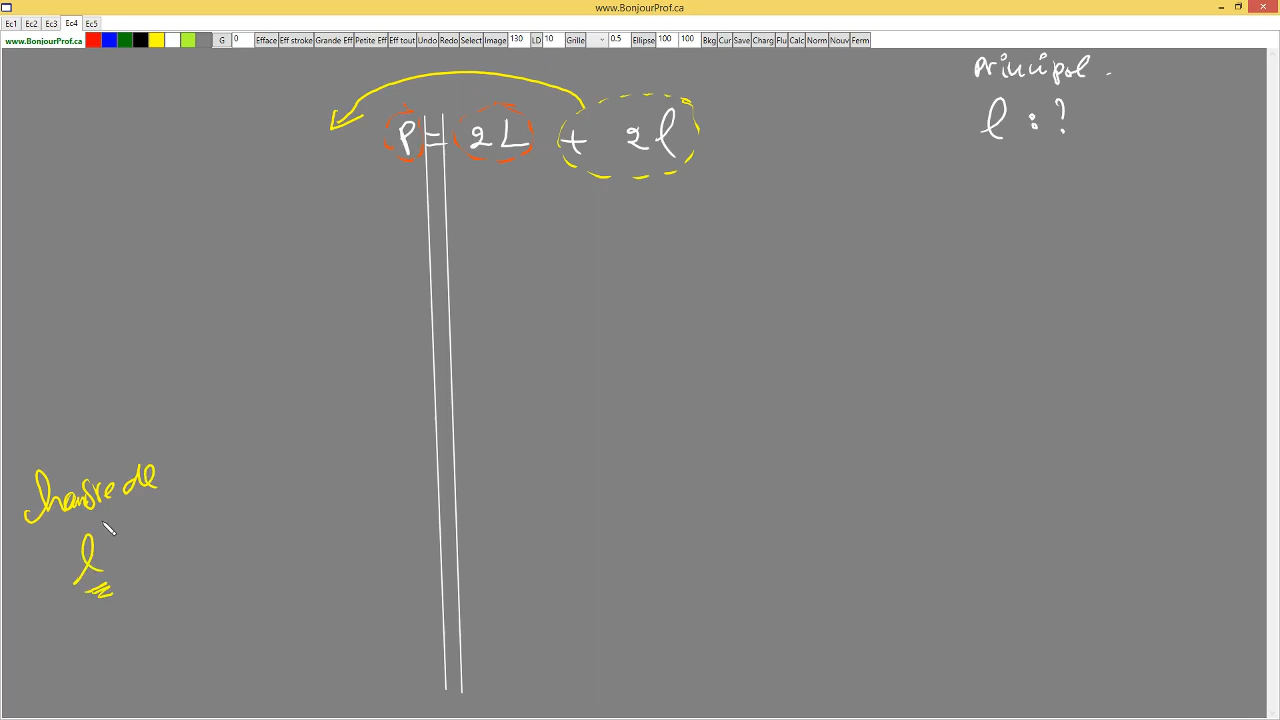 www.BonjourProf.ca
Ec1 Ec2 Ec3 Ec4 Ec5
www.BonjourProf.ca G 0 Efface Eff stroke Grande Eff Petite Eff Eff tout Undo Redo Select Image 130 LD 10 Grille 0.5 Ellipse 100 100 Bkg Cur Save Charg Flu Calc Norm Nouv Ferm
principal.
P = 2L + 2l
l : ?
de
l